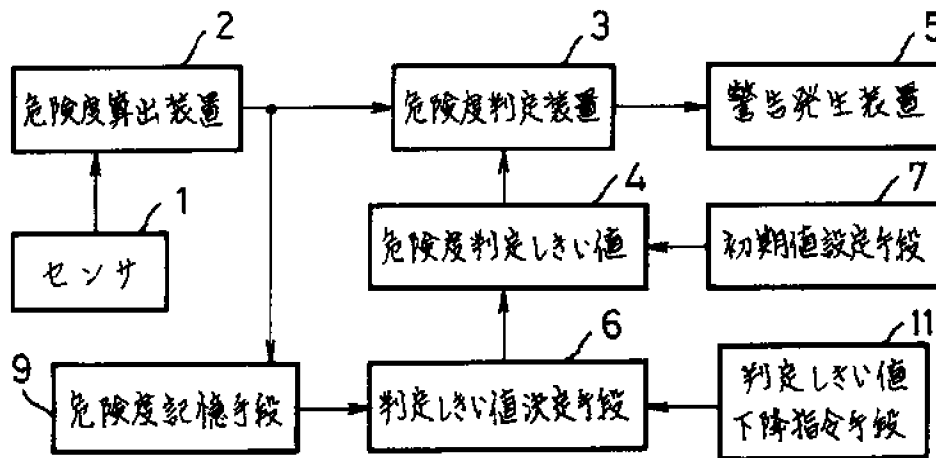 2
3
5
危険度算出装置
危険度判定装置
警告発生装置
1
4
7
センサ
危険度判定しきい値
初期値設定手段
9
6
11
危険度記憶手段
判定しきい値決定手段
判定しきい値
下降指令手段